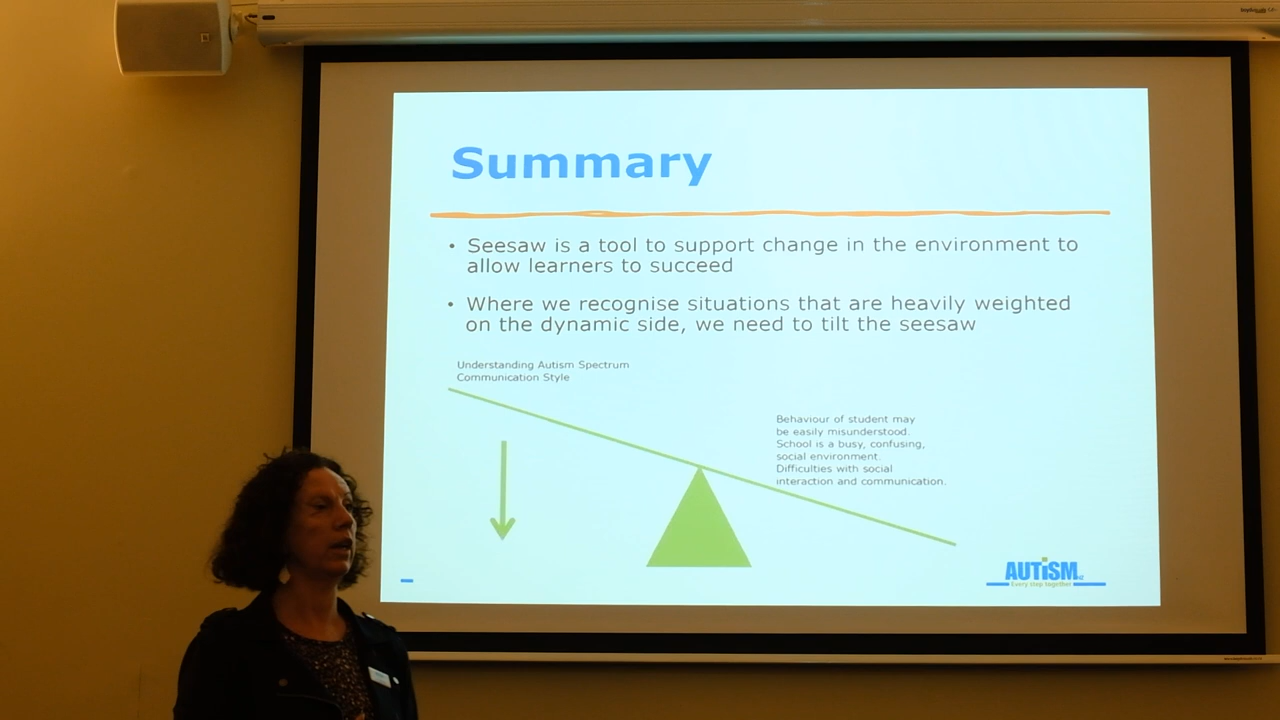 Summary
• Seesaw is a tool to support change in the environment to
allow learners to succeed
• Where we recognise situations that are heavily weighted
on the dynamic side, we need to tilt the seesaw
Understanding Autism Spectrum
Communication Style
Behaviour of student may
be easily misunderstood.
School is a busy, confusing,
social environment.
Difficulties with social
interaction and communication.
AUTiSM
Every step together